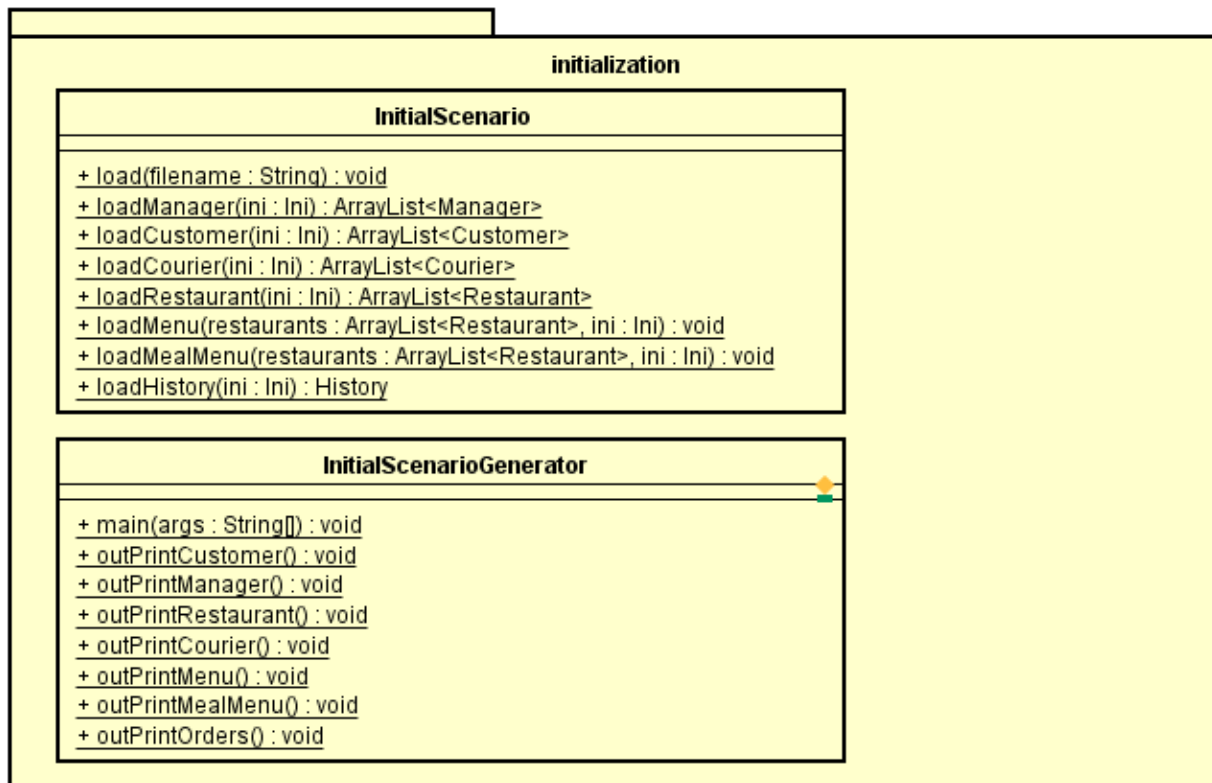 initialization
InitialScenario
+ load(filename : String) : void
+ loadManager(ini : Ini) : ArrayList<Manager>
+ loadCustomer(ini : Ini) : ArrayList<Customer>
+ loadCourier(ini : Ini) : ArrayList<Courier>
+ loadRestaurant(ini : Ini) : ArrayList<Restaurant>
+ loadMenu(restaurants : ArrayList<Restaurant>, ini : Ini) : void
+ loadMealMenu(restaurants : ArrayList<Restaurant>, ini : Ini) : void
+ loadHistory(ini : Ini) : History
InitialScenarioGenerator
+ main(args : String[]) : void
+ outPrintCustomer() : void
+ outPrintManager() : void
+ outPrintRestaurant() : void
+ outPrintCourier() : void
+ outPrintMenu() : void
+ outPrintMealMenu() : void
+ outPrintOrders() : void